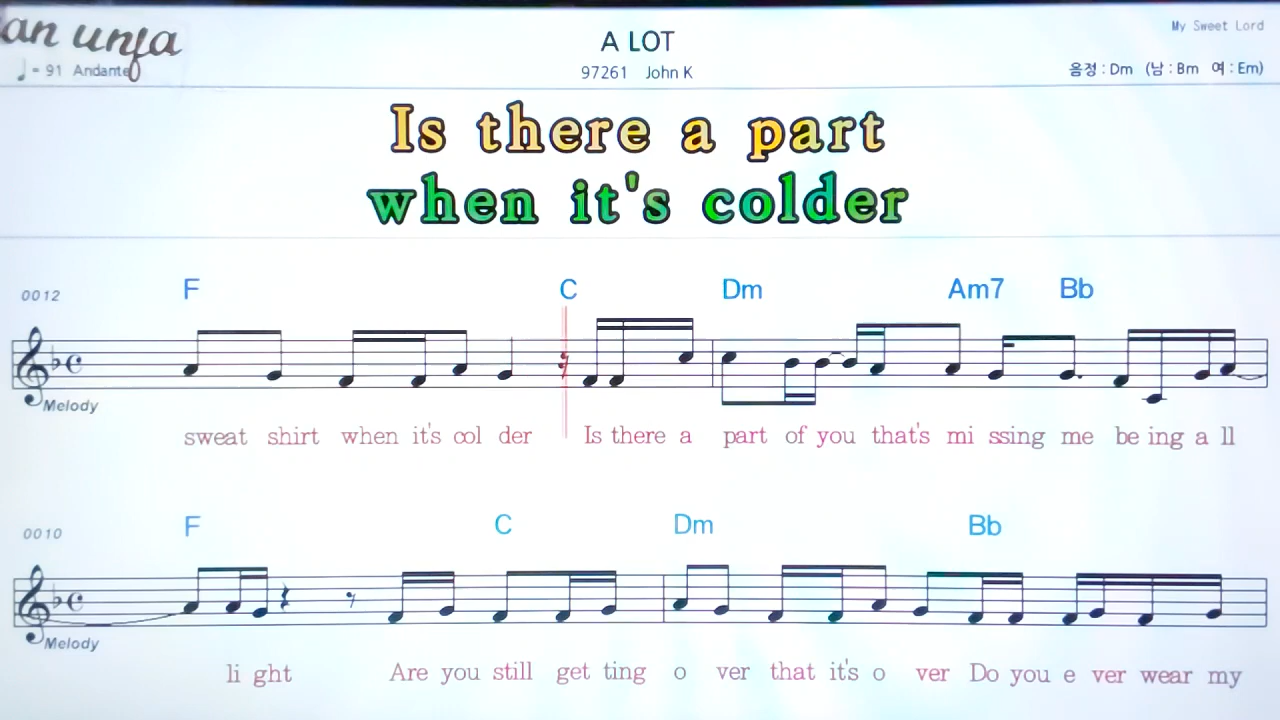 an unfa
My Sweet Lord
A LOT
♩= 91 Andante
97261 John K
음정 : Dm (남 : Bm 여 : Em)
Is there a part
when it's colder
0012 F C Dm Am7 Bb
Melody
sweat shirt when it's col der Is there a part of you that's mi ssing me be ing a ll
0010 F C Dm Bb
Melody
li ght Are you still get ting o ver that it's o ver Do you e ver wear my